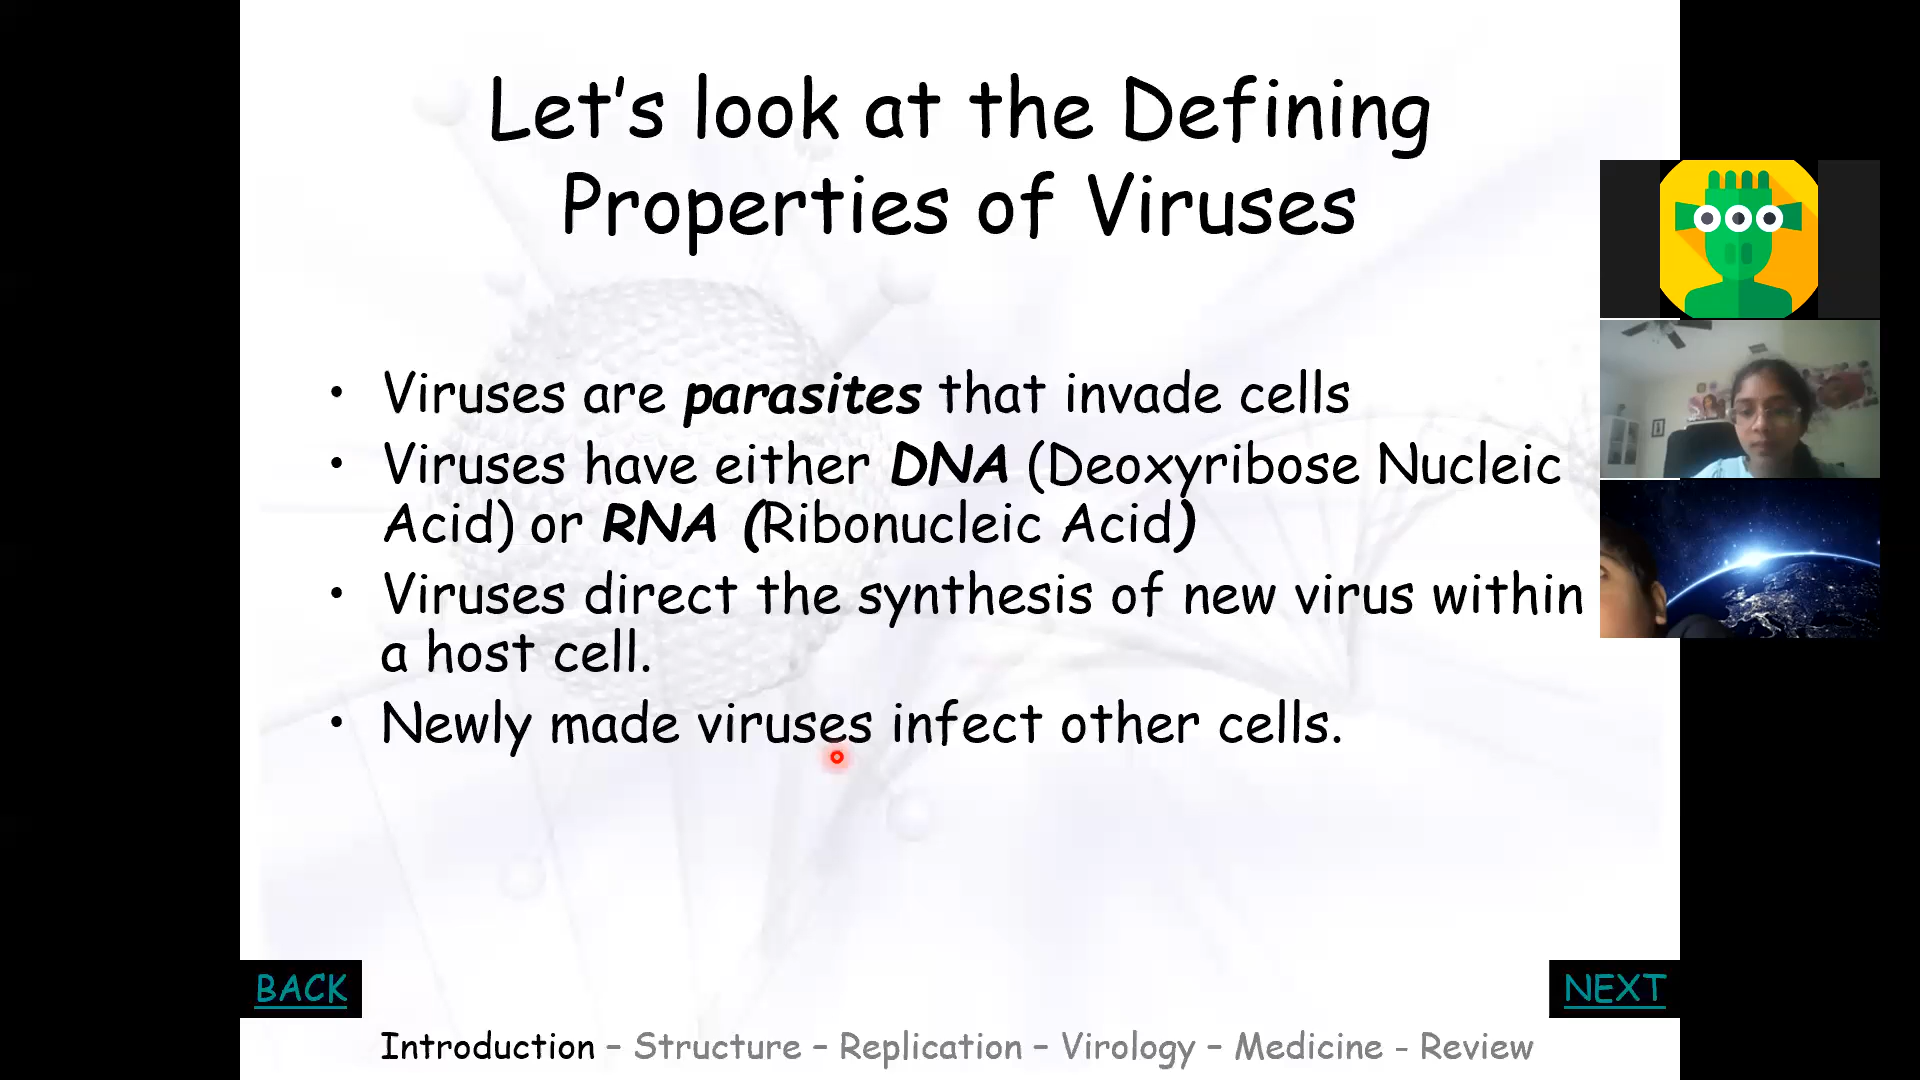 Let's look at the Defining
Properties of Viruses
• Viruses are parasites that invade cells
• Viruses have either DNA (Deoxyribose Nucleic
Acid) or RNA (Ribonucleic Acid)
• Viruses direct the synthesis of new virus within
a host cell.
• Newly made viruses infect other cells.
BACK
NEXT
Introduction – Structure – Replication – Virology – Medicine - Review